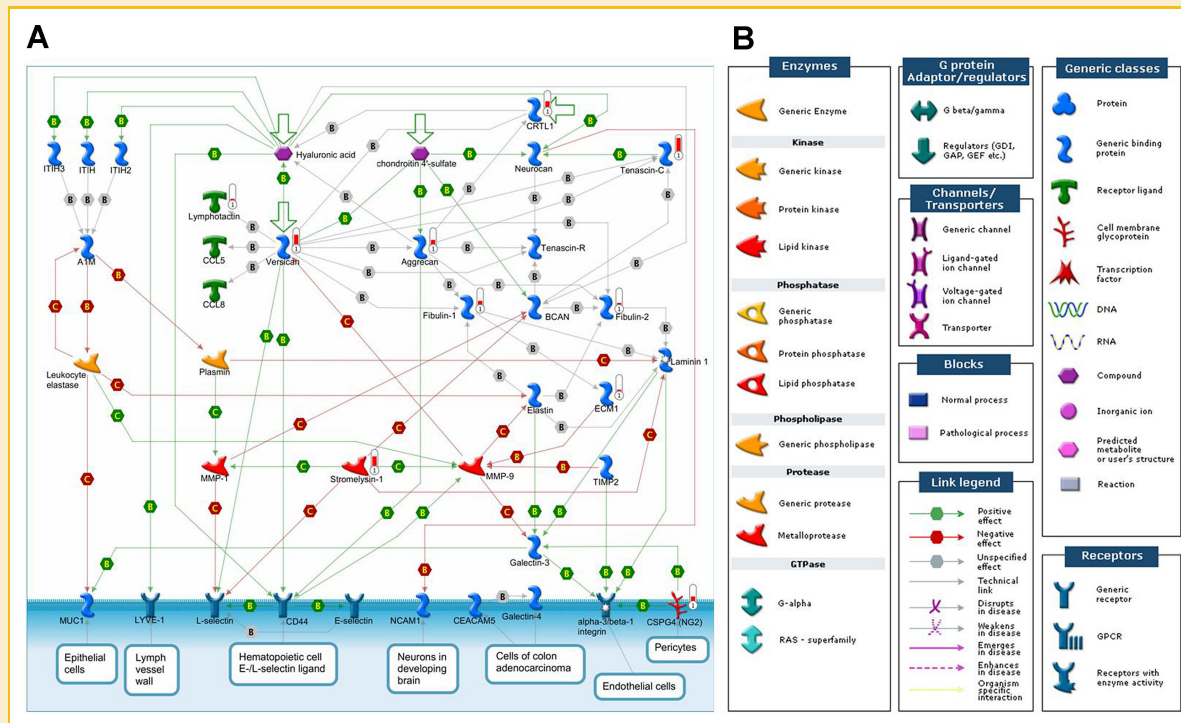 A
B
ITIH3
ITIH
ITIH2
Hyaluronic acid
chondroitin 4'-sulfate
CRTL1
Neurocan
Tenascin-C
Lymphotactin
CCL5
CCL8
A1M
Versican
Aggrecan
Tenascin-R
Fibulin-1
BCAN
Fibulin-2
Laminin 1
Leukocyte
elastase
Plasmin
Elastin
ECM1
MMP-1
Stromelysin-1
MMP-9
TIMP2
Galectin-3
MUC1
LYVE-1
L-selectin
CD44
E-selectin
NCAM1
CEACAM5
Galectin-4
alpha-3/beta-1
integrin
CSPG4 (NG2)
Epithelial
cells
Lymph
vessel
wall
Hematopoietic cell
E-/L-selectin ligand
Neurons in
developing
brain
Cells of colon
adenocarcinoma
Endothelial cells
Pericytes
Enzymes
Generic Enzyme
Kinase
Generic kinase
Protein kinase
Lipid kinase
Phosphatase
Generic
phosphatase
Protein phosphatase
Lipid phosphatase
Phospholipase
Generic phospholipase
Protease
Generic protease
Metalloprotease
GTPase
G-alpha
RAS - superfamily
G protein
Adaptor/regulators
G beta/gamma
Regulators (GDI,
GAP, GEF etc.)
Channels/
Transporters
Generic channel
Ligand-gated
ion channel
Voltage-gated
ion channel
Transporter
Blocks
Normal process
Pathological process
Link legend
Positive
effect
Negative
effect
Unspecified
effect
Technical
link
Disrupts
in disease
Weakens
in disease
Emerges
in disease
Enhances
in disease
Organism
specific
interaction
Generic classes
Protein
Generic binding
protein
Receptor ligand
Cell membrane
glycoprotein
Transcription
factor
DNA
RNA
Compound
Inorganic ion
Predicted
metabolite
or user's structure
Reaction
Receptors
Generic
receptor
GPCR
Receptors with
enzyme activity